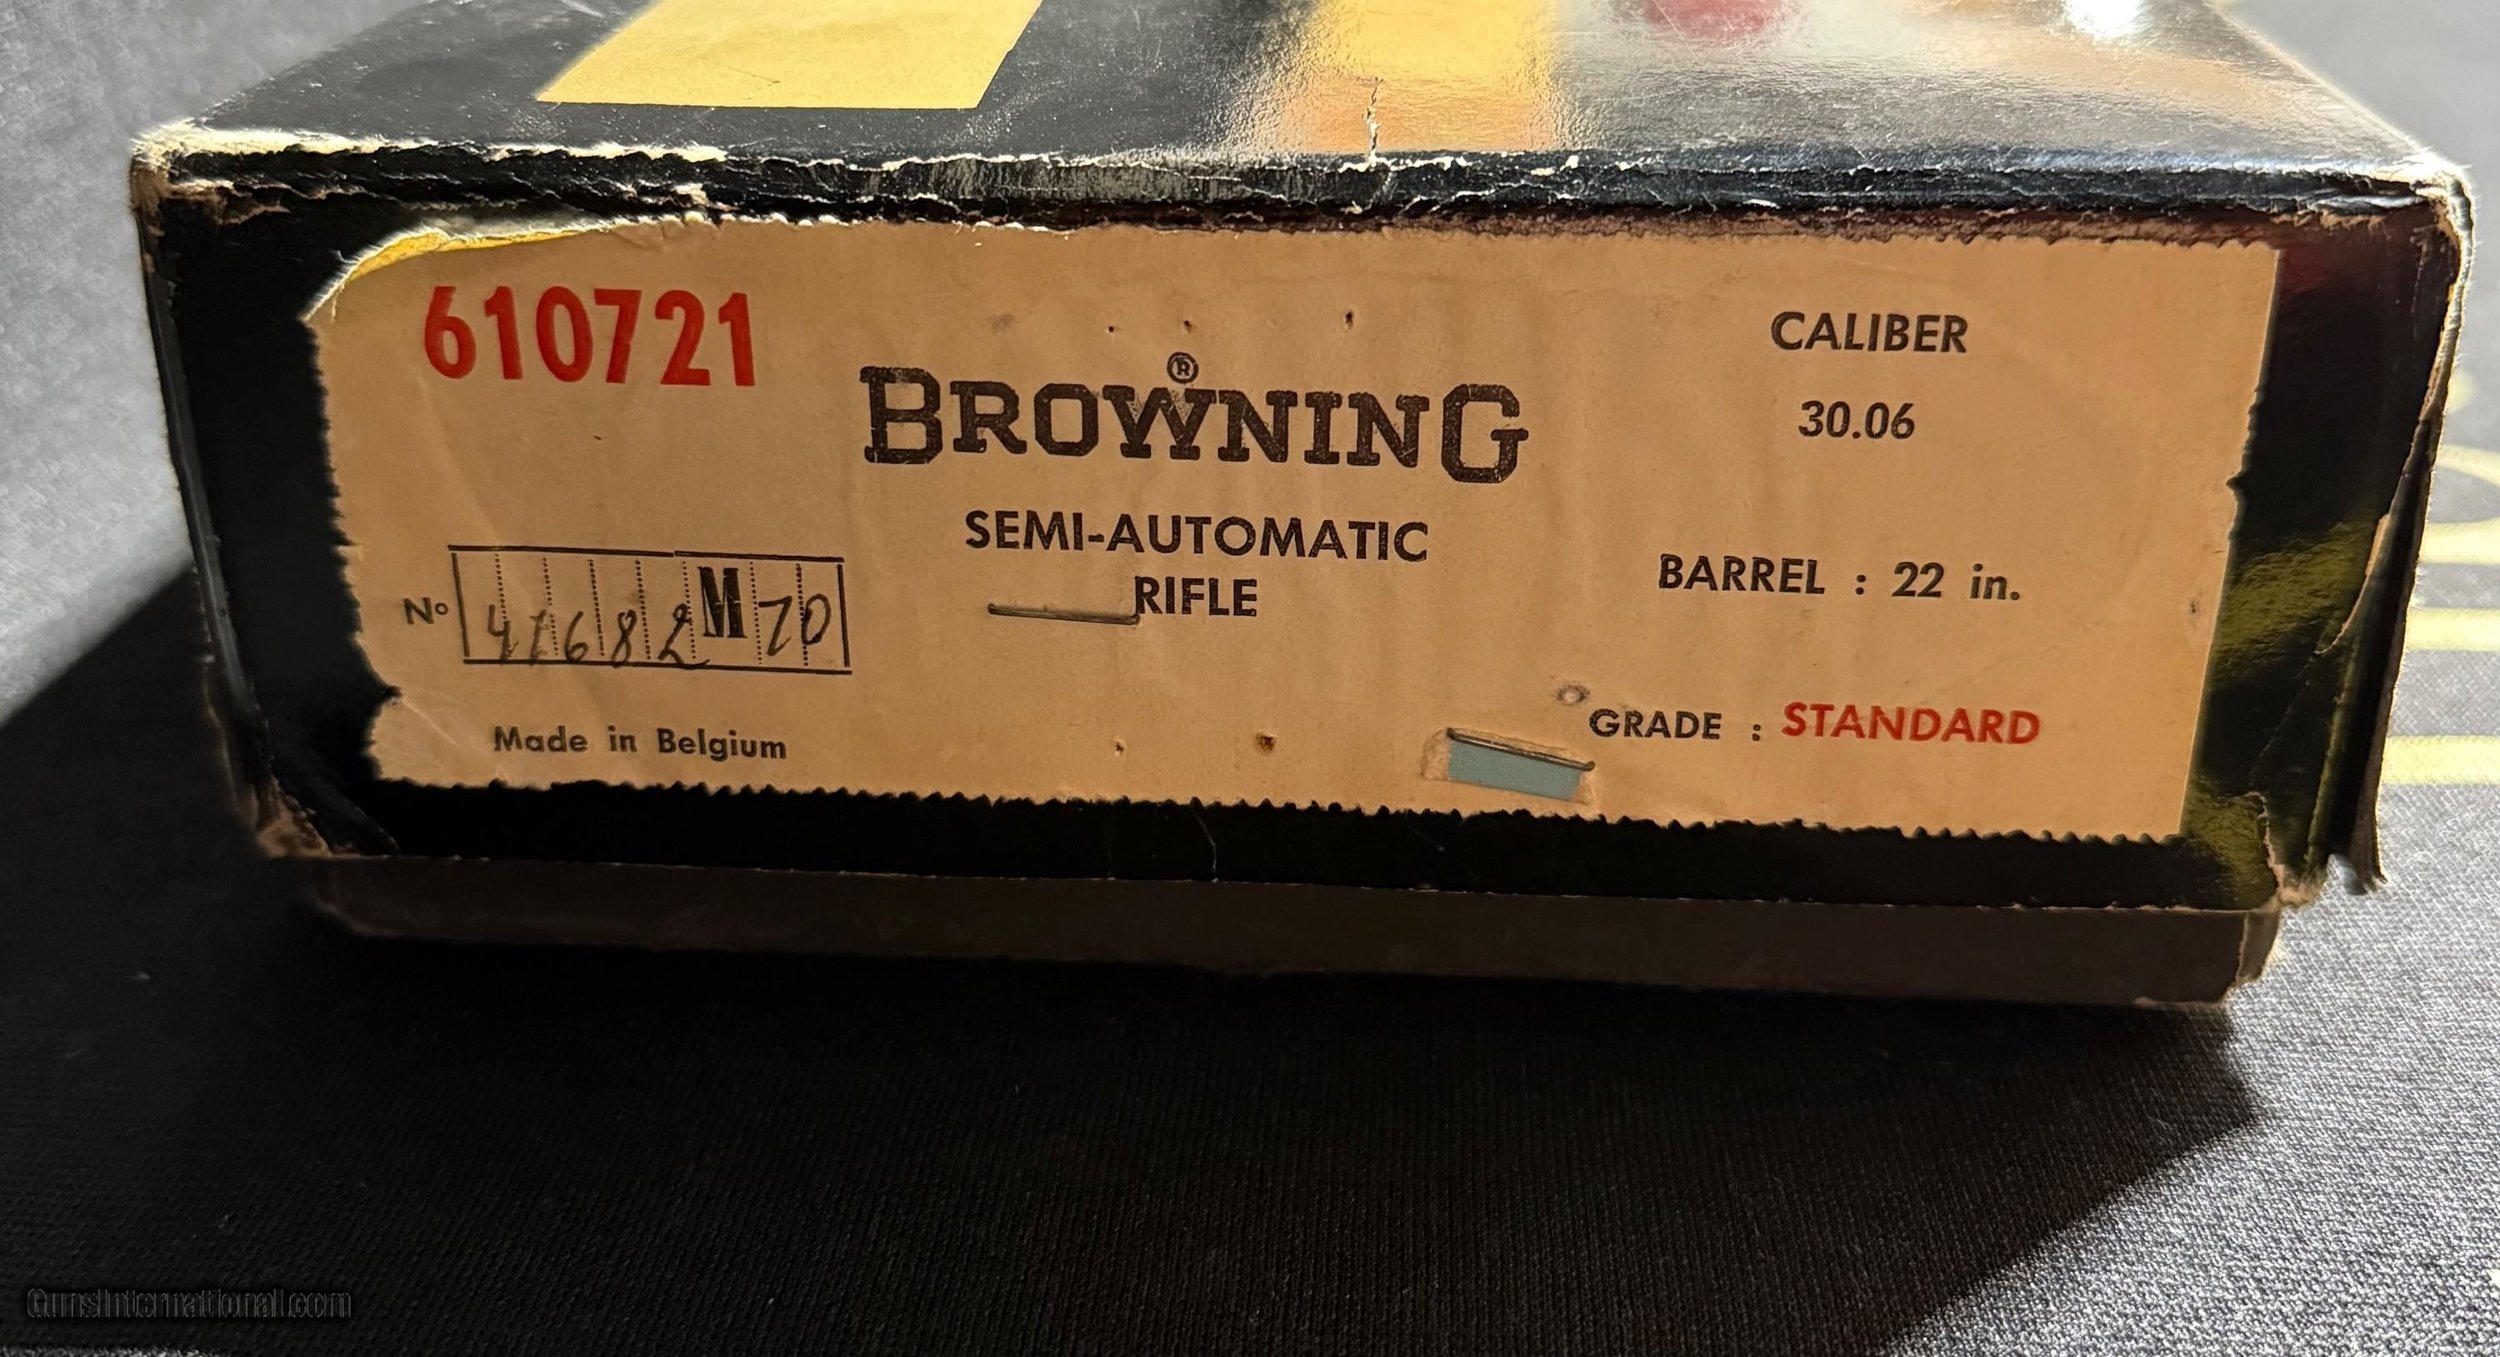 610721
BROWNING®
SEMI-AUTOMATIC
RIFLE
CALIBER
30.06
BARREL : 22 in.
GRADE : STANDARD
Nº 41682M70
Made in Belgium
GunsInternational.com